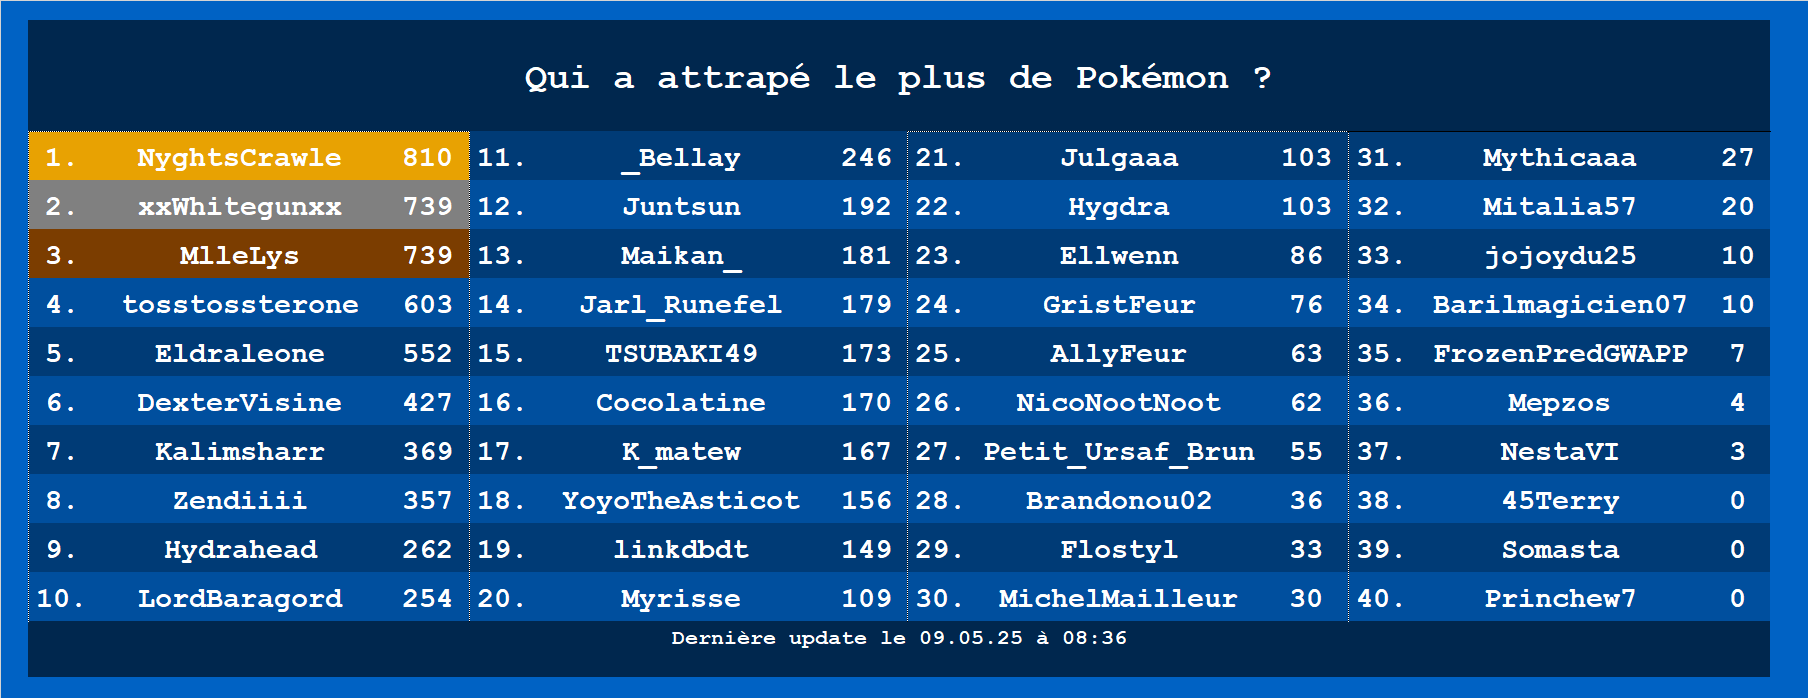 Qui a attrapé le plus de Pokémon ?
1. NyghtsCrawle 810
2. xxWhitegunxx 739
3. MlleLys 739
4. tosstossterone 603
5. Eldraleone 552
6. DexterVisine 427
7. Kalimsharr 369
8. Zendiiii 357
9. Hydrahead 262
10. LordBaragord 254
11. _Bellay 246
12. Juntsun 192
13. Maikan_ 181
14. Jarl_Runefel 179
15. TSUBAKI49 173
16. Cocolatine 170
17. K_matew 167
18. YoyoTheAsticot 156
19. linkdbdt 149
20. Myrisse 109
21. Julgaaa 103
22. Hygdra 103
23. Ellwenn 86
24. GristFeur 76
25. AllyFeur 63
26. NicoNootNoot 62
27. Petit_Ursaf_Brun 55
28. Brandonou02 36
29. Flostyl 33
30. MichelMailleur 30
31. Mythicaaa 27
32. Mitalia57 20
33. jojoydu25 10
34. Barilmagicien07 10
35. FrozenPredGWAPP 7
36. Mepzos 4
37. NestaVI 3
38. 45Terry 0
39. Somasta 0
40. Princhew7 0
Dernière update le 09.05.25 à 08:36